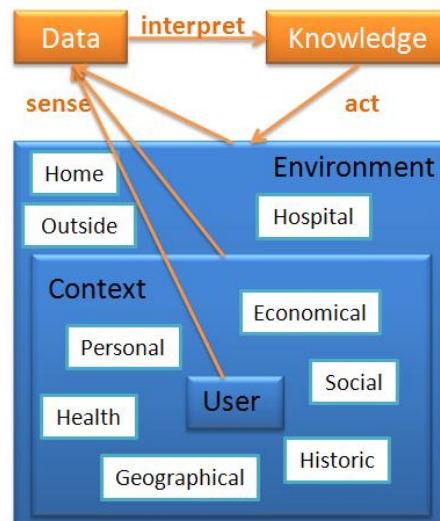 Data
interpret
Knowledge
sense
act
Environment
Home
Outside
Hospital
Context
Economical
Personal
Social
User
Health
Historic
Geographical